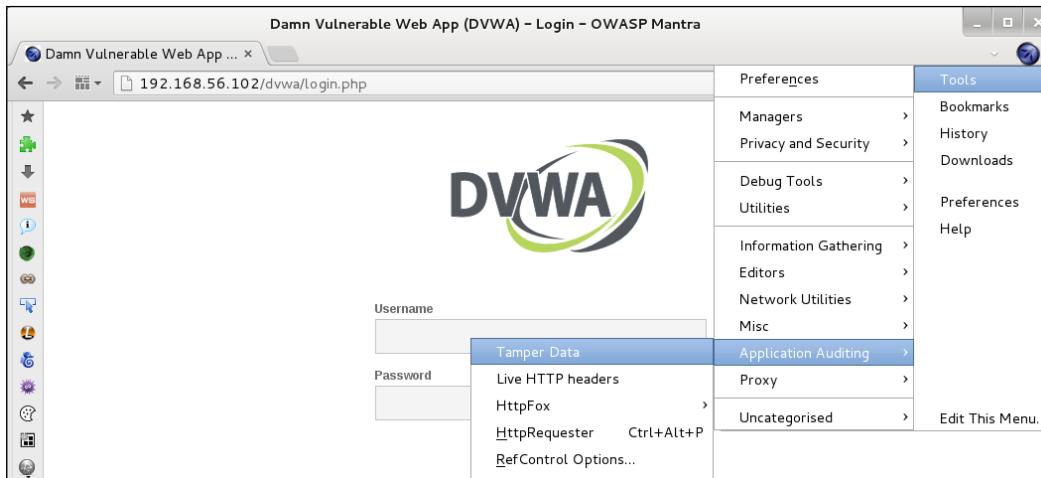 Damn Vulnerable Web App (DVWA) – Login – OWASP Mantra
Damn Vulnerable Web App ... ×
192.168.56.102/dvwa/login.php
WS
DVWA
Username
Password
Preferences
Managers
Privacy and Security
Debug Tools
Utilities
Information Gathering
Editors
Network Utilities
Misc
Application Auditing
Proxy
Uncategorised
Tools
Bookmarks
History
Downloads
Preferences
Help
Edit This Menu.
Tamper Data
Live HTTP headers
HttpFox
HttpRequester Ctrl+Alt+P
RefControl Options...